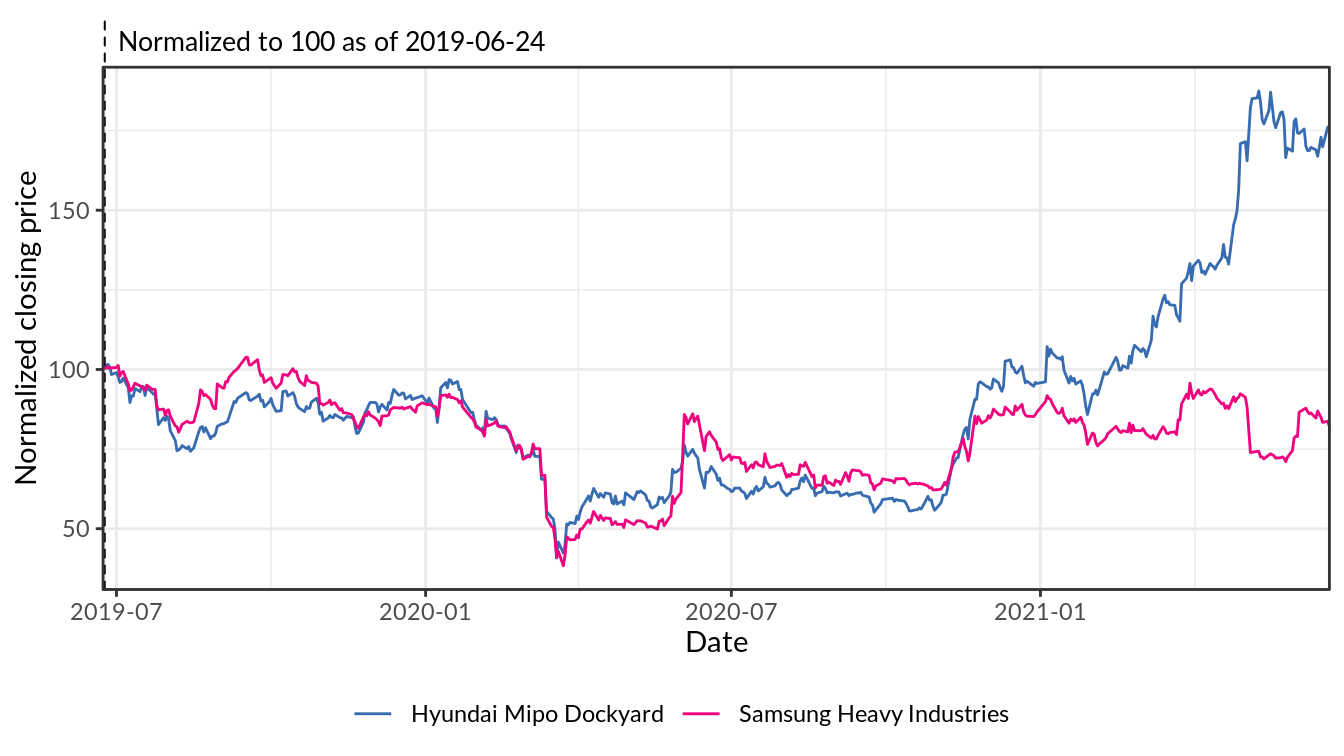 Normalized to 100 as of 2019-06-24
Normalized closing price
150
100
50
2019-07 2020-01 2020-07 2021-01
Date
Hyundai Mipo Dockyard Samsung Heavy Industries